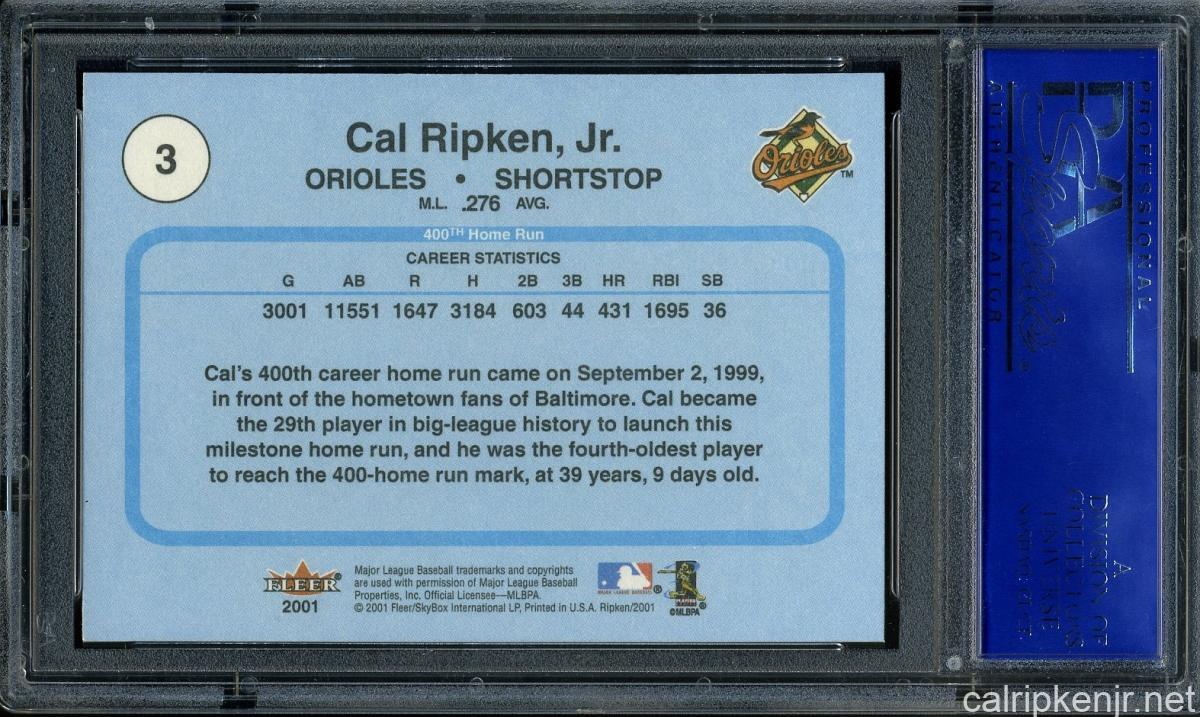 3
Cal Ripken, Jr.
ORIOLES • SHORTSTOP
M.L. .276 AVG.
Orioles
TM
400TH Home Run
CAREER STATISTICS
G AB R H 2B 3B HR RBI SB
3001 11551 1647 3184 603 44 431 1695 36
Cal's 400th career home run came on September 2, 1999,
in front of the hometown fans of Baltimore. Cal became
the 29th player in big-league history to launch this
milestone home run, and he was the fourth-oldest player
to reach the 400-home run mark, at 39 years, 9 days old.
FLEER
2001
Major League Baseball trademarks and copyrights
are used with permission of Major League Baseball
Properties, Inc. Official Licensee—MLBPA.
© 2001 Fleer/SkyBox International LP, Printed in U.S.A. Ripken/2001
MAJOR LEAGUE BASEBALL
©MLBPA
PROFESSIONAL
PSA
AUTHENTICATOR
A
DIVISION OF
COLLECTORS
UNIVERSE
calripkenjr.net